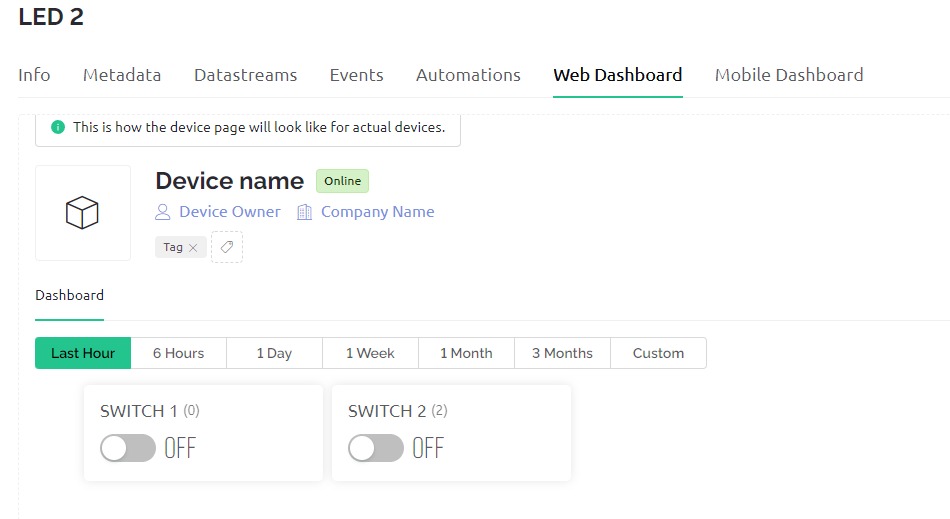 LED 2
Info Metadata Datastreams Events Automations Web Dashboard Mobile Dashboard
This is how the device page will look like for actual devices.
Device name Online
Device Owner Company Name
Tag
Dashboard
Last Hour 6 Hours 1 Day 1 Week 1 Month 3 Months Custom
SWITCH 1 (0) SWITCH 2 (2)
OFF OFF